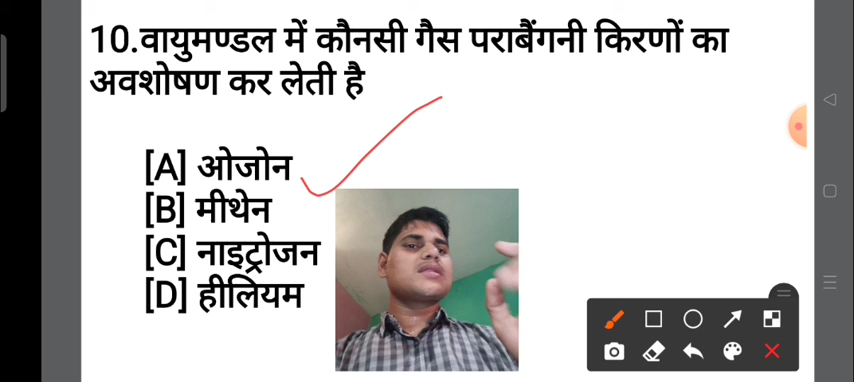 10.वायुमण्डल में कौनसी गैस पराबैंगनी किरणों का
अवशोषण कर लेती है
[A] ओजोन
[B] मीथेन
[C] नाइट्रोजन
[D] हीलियम